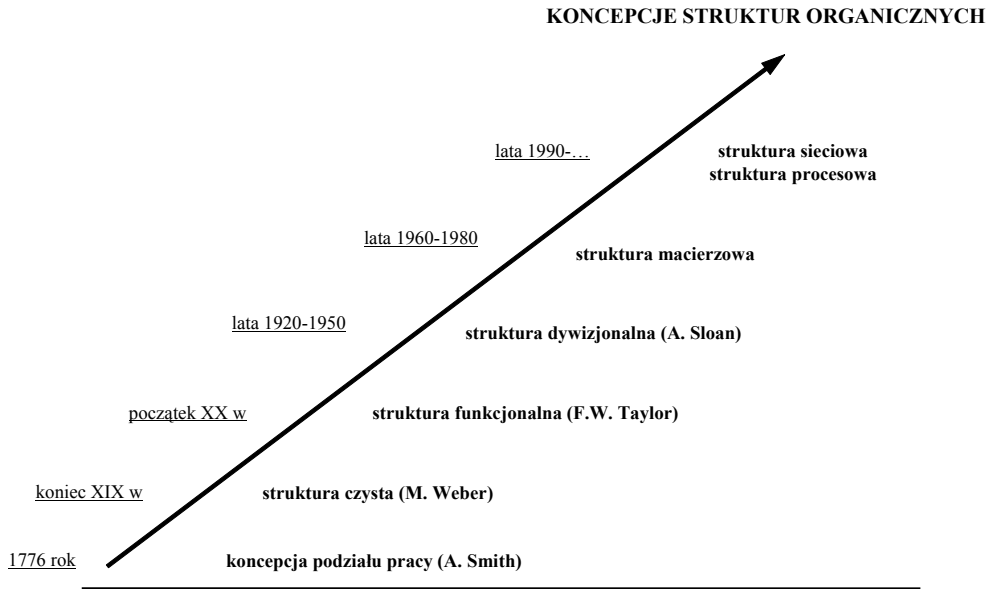 KONCEPCJE STRUKTUR ORGANICZNYCH
lata 1990-…
struktura sieciowa
struktura procesowa
lata 1960-1980
struktura macierzowa
lata 1920-1950
struktura dywizjonalna (A. Sloan)
początek XX w
struktura funkcjonalna (F.W. Taylor)
koniec XIX w
struktura czysta (M. Weber)
1776 rok
koncepcja podziału pracy (A. Smith)